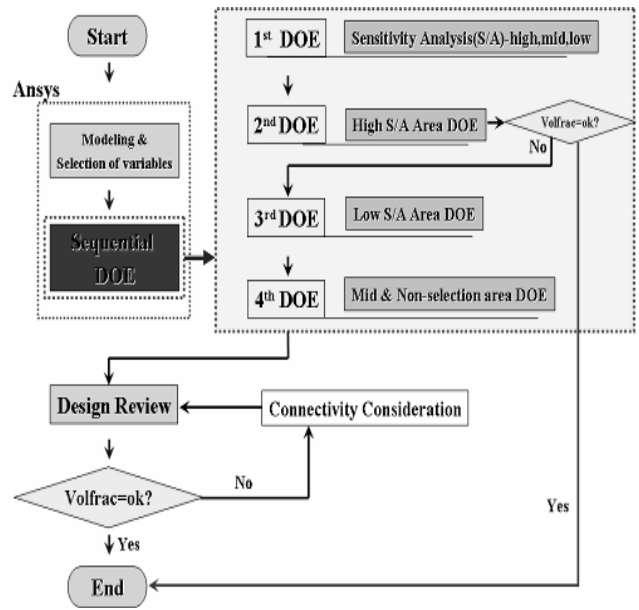 Start
Ansys
Modeling &
Selection of variables
Sequential
DOE
1st DOE
Sensitivity Analysis(S/A)-high,mid,low
2nd DOE
High S/A Area DOE
Volfrac=ok?
No
3rd DOE
Low S/A Area DOE
4th DOE
Mid & Non-selection area DOE
Design Review
Connectivity Consideration
Volfrac=ok?
No
Yes
Yes
End